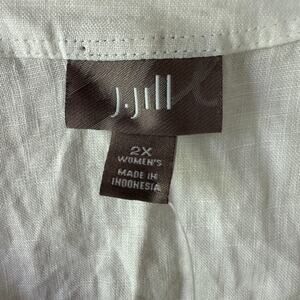 J.Jill
2X
WOMEN'S
MADE IN
INDONESIA